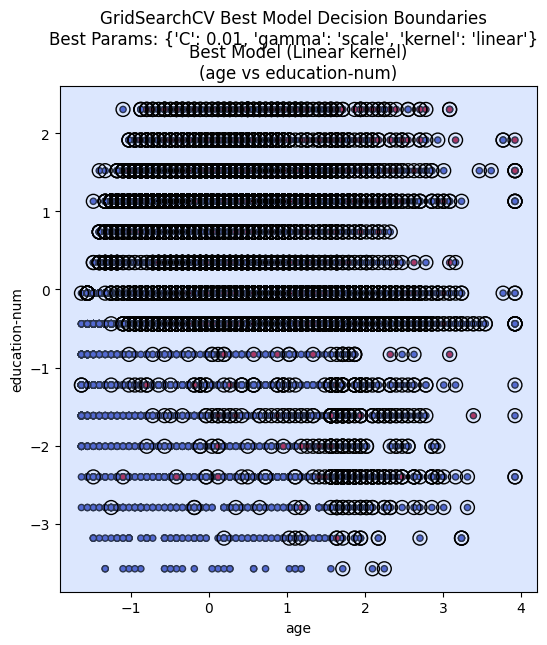 GridSearchCV Best Model Decision Boundaries
Best Params: {'C': 0.01, 'gamma': 'scale', 'kernel': 'linear'}
Best Model (Linear kernel)
(age vs education-num)
education-num
2
1
0
−1
−2
−3
−1
0
1
2
3
4
age